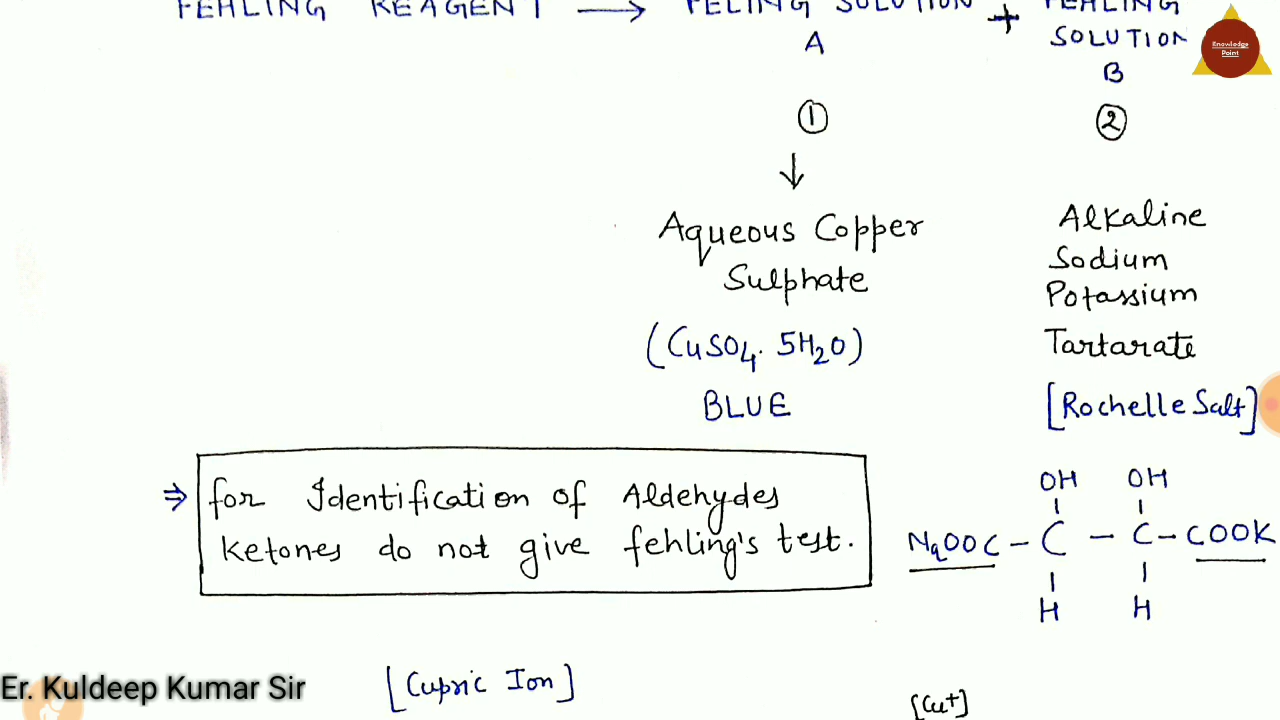 FEHLING REAGENT → FELING SOLUTION + FEHLING
A SOLUTION
B
Knowledge
Point
① ②
↓
Aqueous Copper Alkaline
Sulphate Sodium
Potassium
(CuSO4. 5H2O) Tartarate
BLUE [Rochelle Salt]
⇒ for Identification of Aldehydes
ketones do not give fehling's test.
OH OH
NaOOC - C - C - COOK
H H
Er. Kuldeep Kumar Sir
[Cupric Ion] [Cu+]